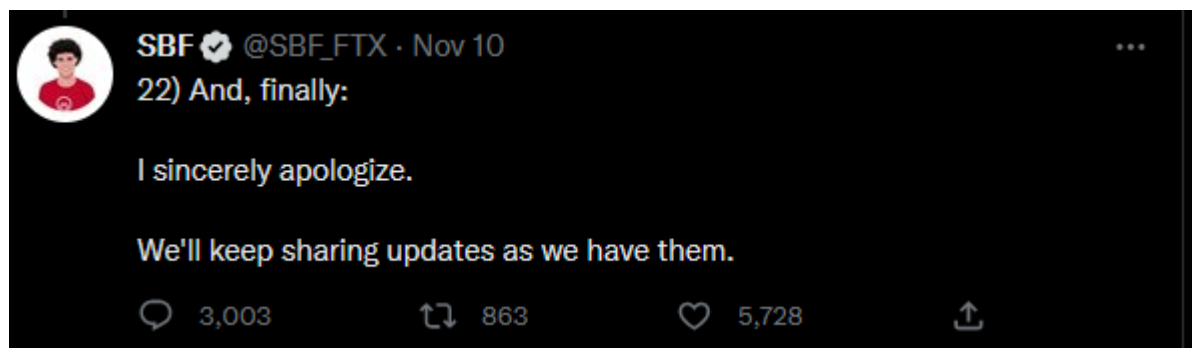 SBF @SBF_FTX · Nov 10
22) And, finally:
I sincerely apologize.
We'll keep sharing updates as we have them.
3,003 863 5,728